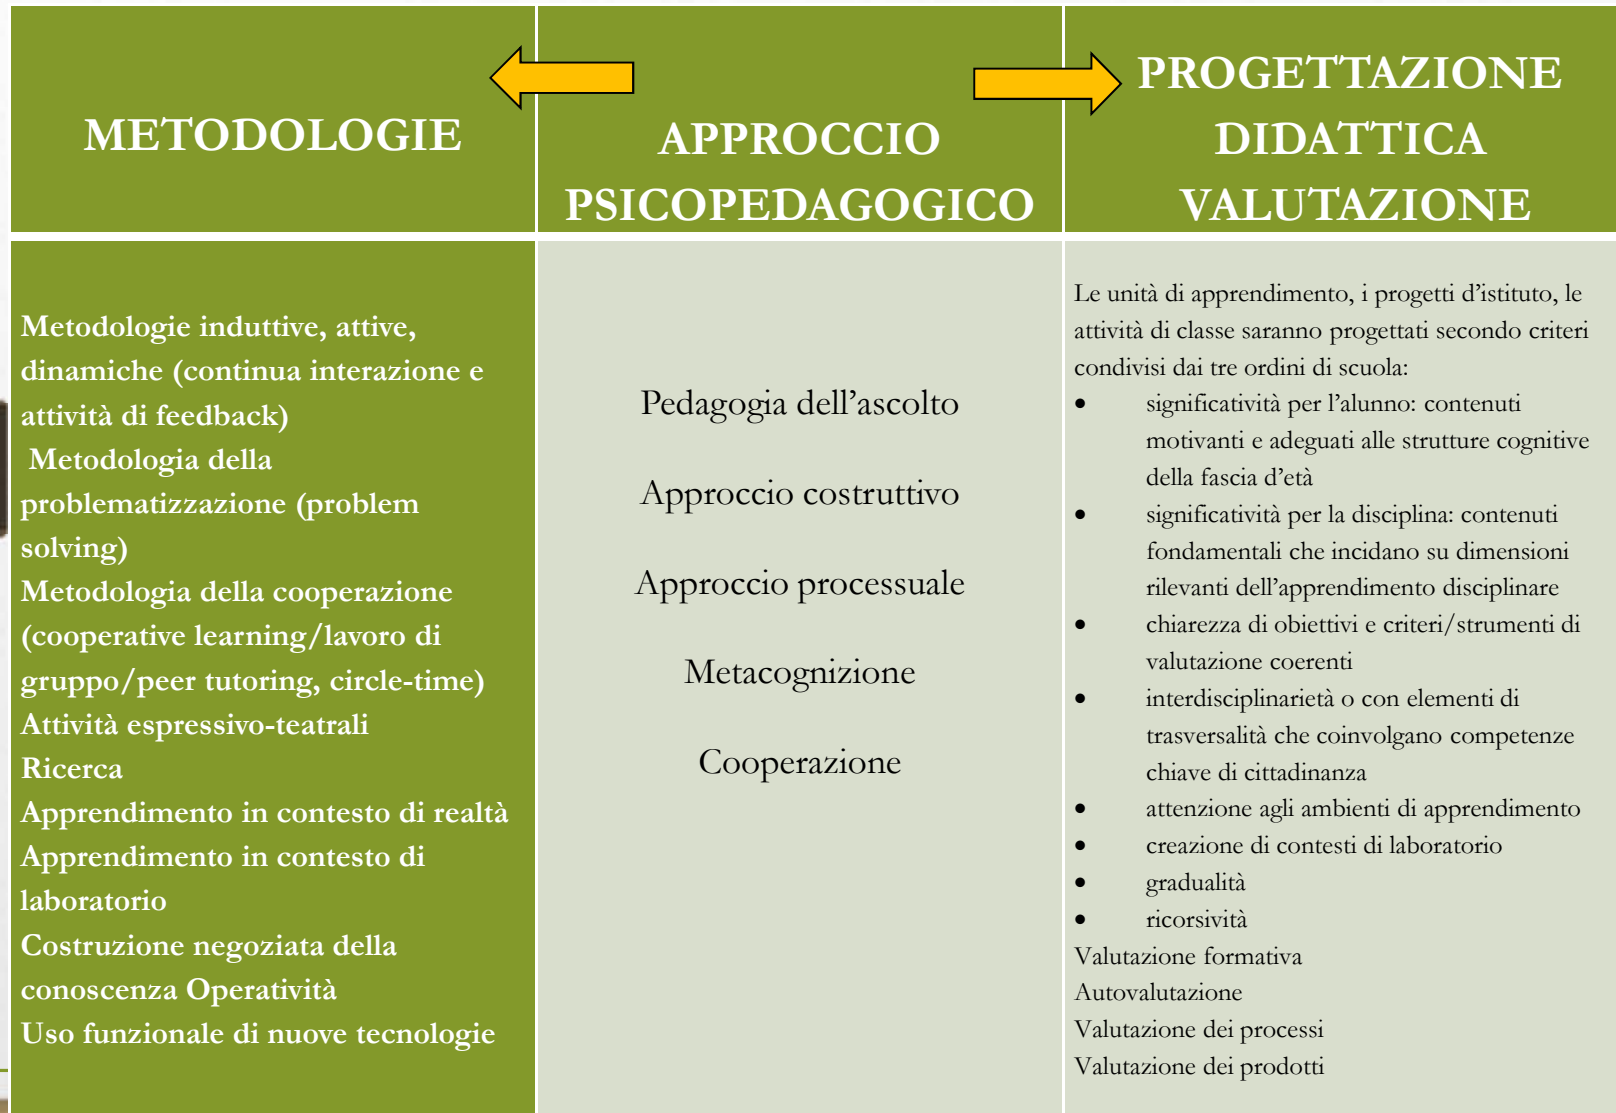 METODOLOGIE
APPROCCIO
PSICOPEDAGOGICO
PROGETTAZIONE
DIDATTICA
VALUTAZIONE
Metodologie induttive, attive,
dinamiche (continua interazione e
attività di feedback)
Metodologia della
problematizzazione (problem
solving)
Metodologia della cooperazione
(cooperative learning/lavoro di
gruppo/peer tutoring, circle-time)
Attività espressivo-teatrali
Ricerca
Apprendimento in contesto di realtà
Apprendimento in contesto di
laboratorio
Costruzione negoziata della
conoscenza Operatività
Uso funzionale di nuove tecnologie
Pedagogia dell’ascolto
Approccio costruttivo
Approccio processuale
Metacognizione
Cooperazione
Le unità di apprendimento, i progetti d’istituto, le
attività di classe saranno progettati secondo criteri
condivisi dai tre ordini di scuola:
• significatività per l’alunno: contenuti
motivanti e adeguati alle strutture cognitive
della fascia d’età
• significatività per la disciplina: contenuti
fondamentali che incidano su dimensioni
rilevanti dell’apprendimento disciplinare
• chiarezza di obiettivi e criteri/strumenti di
valutazione coerenti
• interdisciplinarietà o con elementi di
trasversalità che coinvolgano competenze
chiave di cittadinanza
• attenzione agli ambienti di apprendimento
• creazione di contesti di laboratorio
• gradualità
• ricorsività
Valutazione formativa
Autovalutazione
Valutazione dei processi
Valutazione dei prodotti